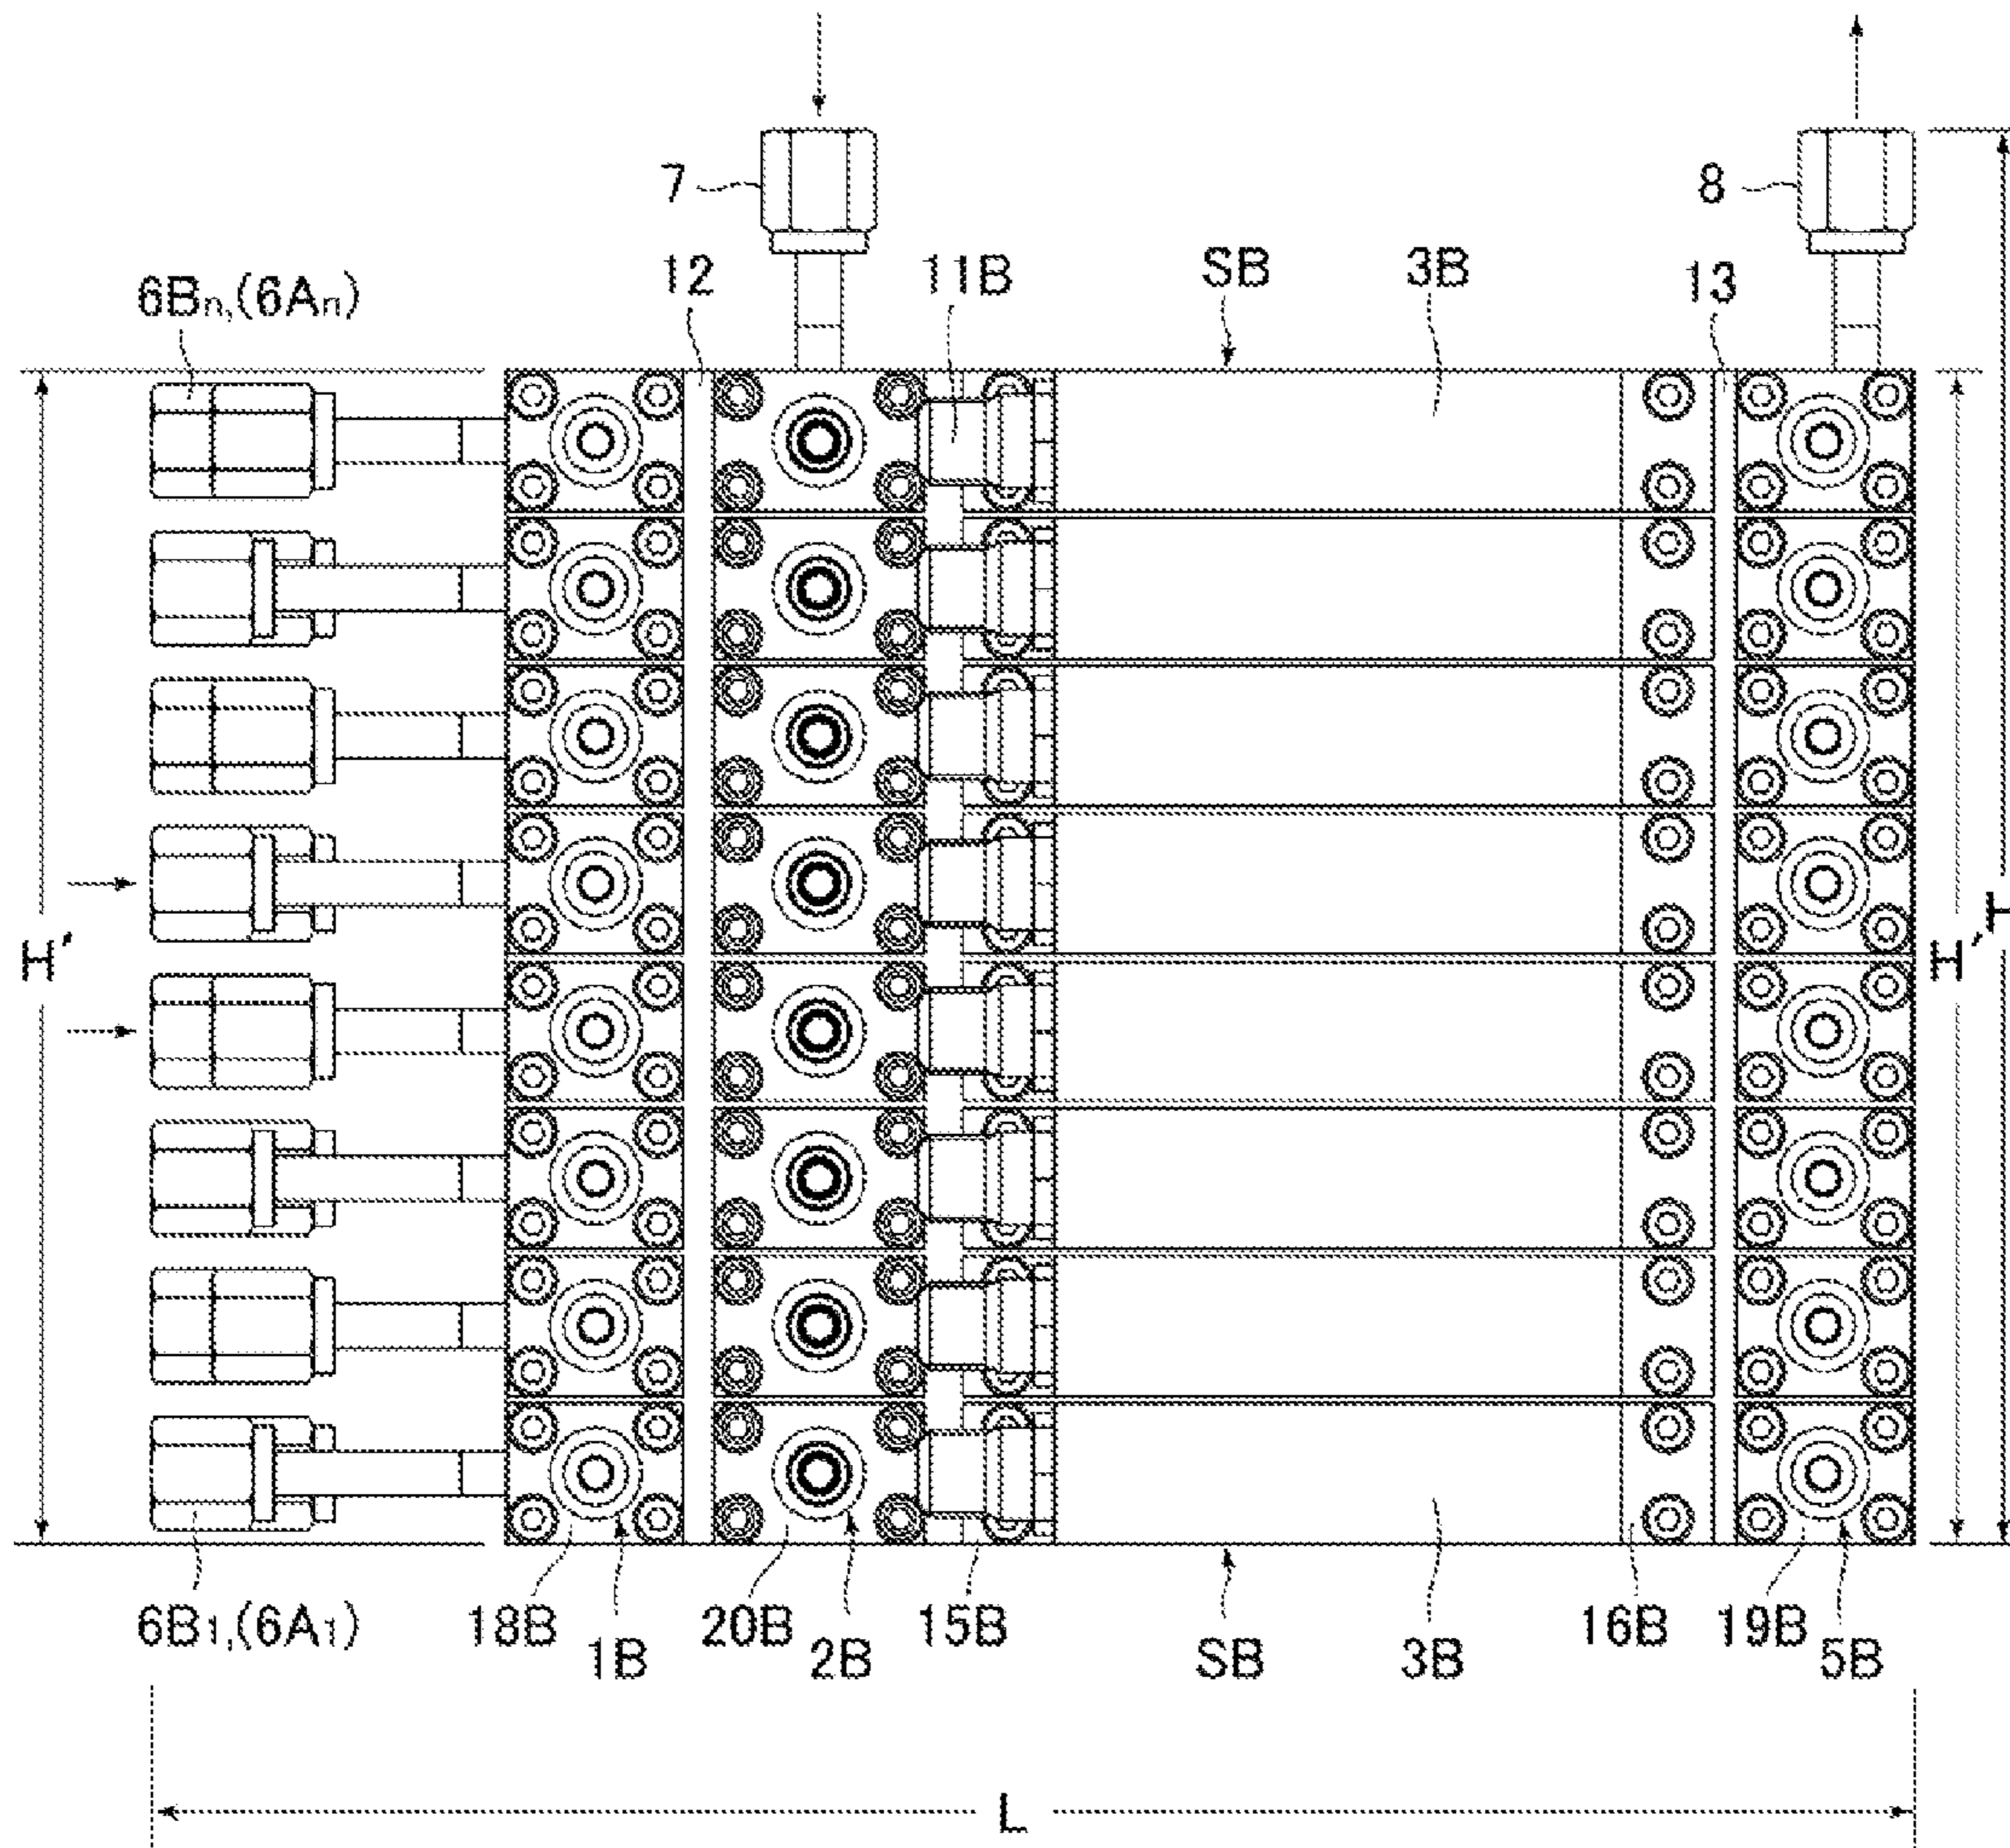 7
8
12
11B
SB
3B
13
6Bn,(6An)
H'
H'
H
6B1,(6A1)
18B
1B
20B
2B
15B
SB
3B
16B
19B
5B
L